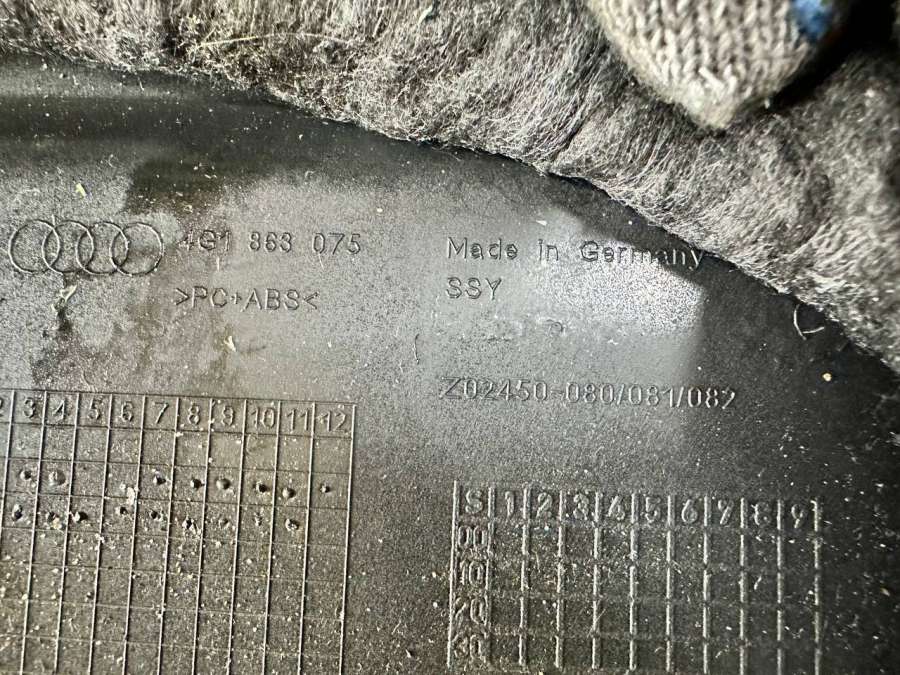 4G1 863 075
>PC+ABS<
Made in Germany
SSY
Z02450-080/081/082
2 3 4 5 6 7 8 9 10 11 12
S 1 2 3 4 5 6 7 8 9
00
10
20
30